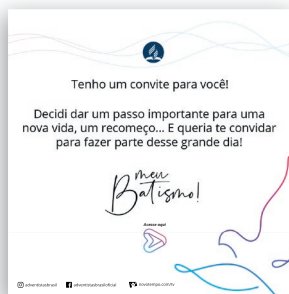 Tenho um convite para você!
Decidi dar um passo importante para uma
nova vida, um recomeço... E queria te convidar
para fazer parte desse grande dia!
meu
Batismo!
Acesse aqui
adventistasbrasil
adventistasbrasiloficial
novotempo.com/tv